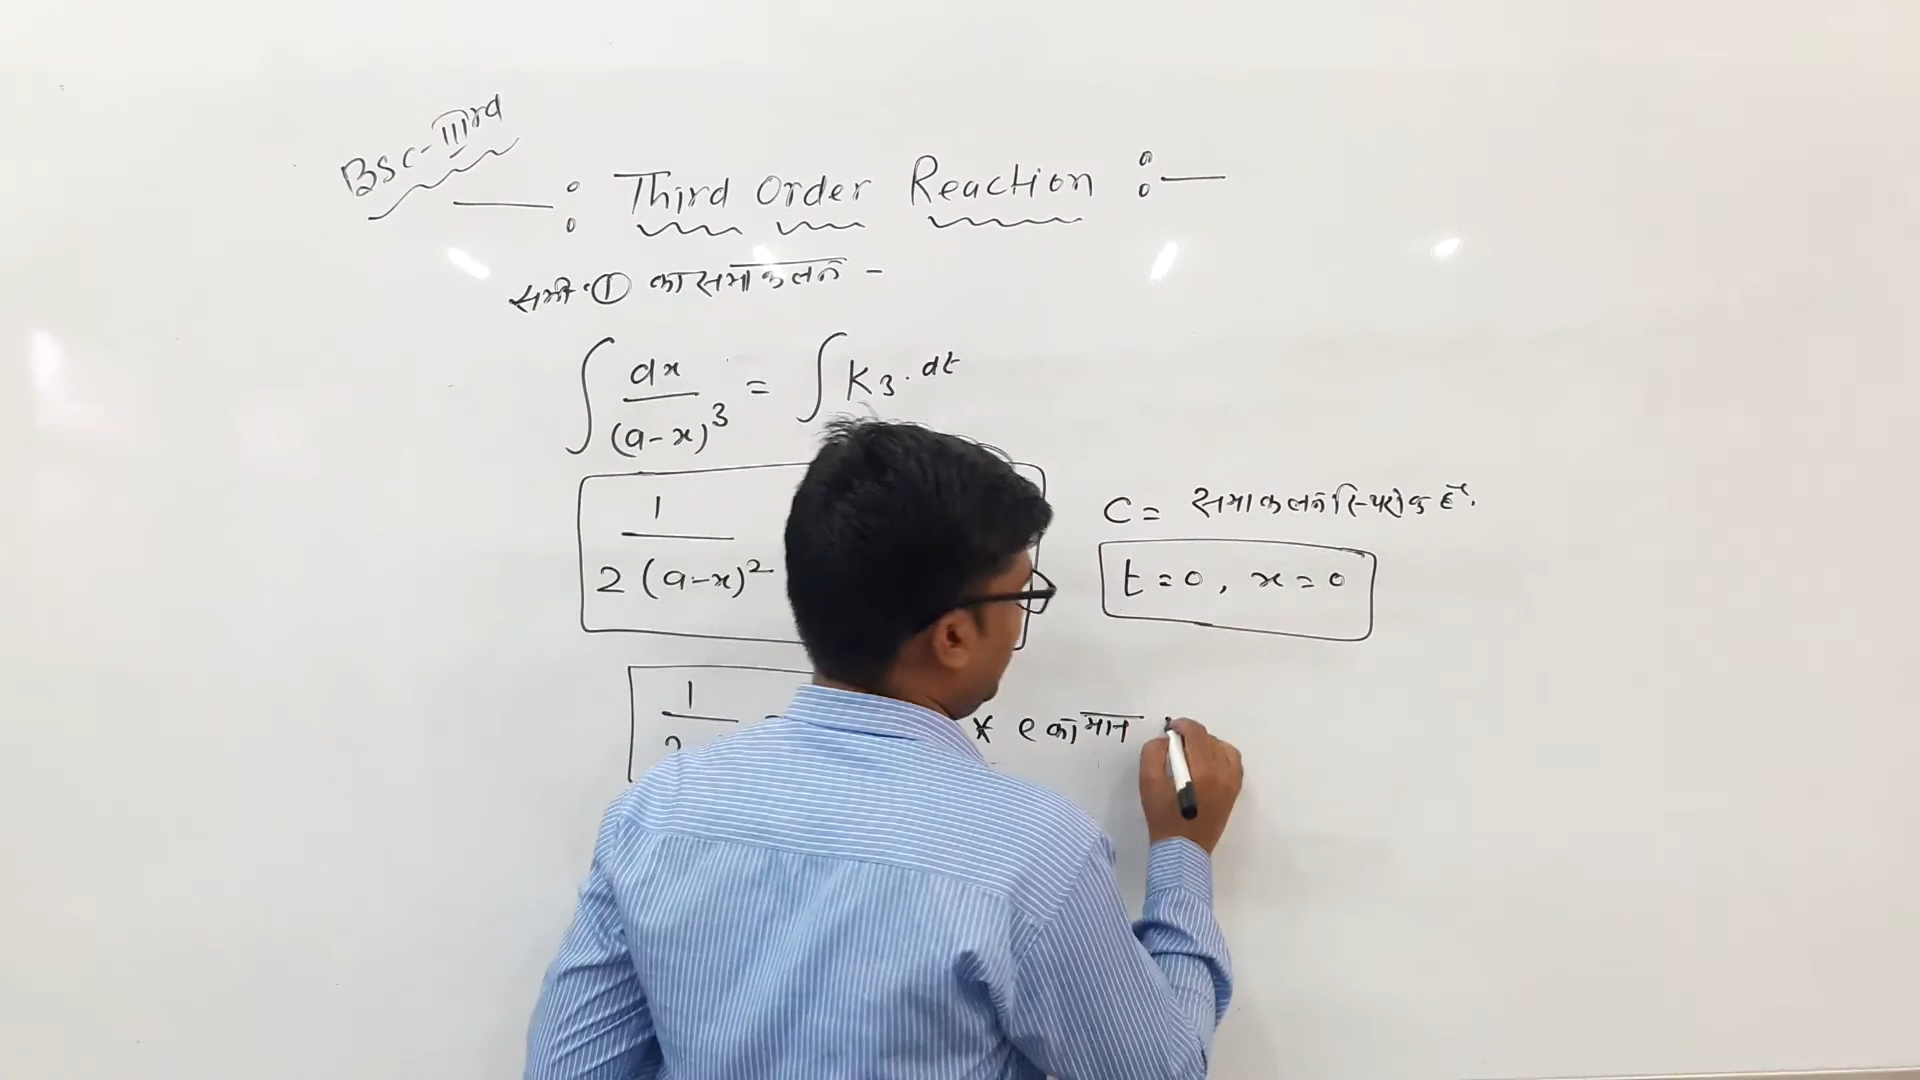 BSC-IIIrd
—: Third Order Reaction :—
समी. ① का समाकलन -
∫ dx/(a-x)³ = ∫ K₃. dt
1/2(a-x)²
C = समाकलन स्थिरांक है.
t = 0, x = 0
1/2
* e का मान